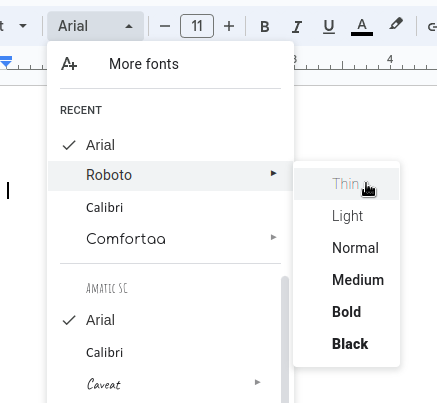 Arial
11
B I U A
4
More fonts
RECENT
Arial
Roboto
Thin
Light
Normal
Medium
Bold
Black
Calibri
Comfortaa
AMATIC SC
Arial
Calibri
Caveat